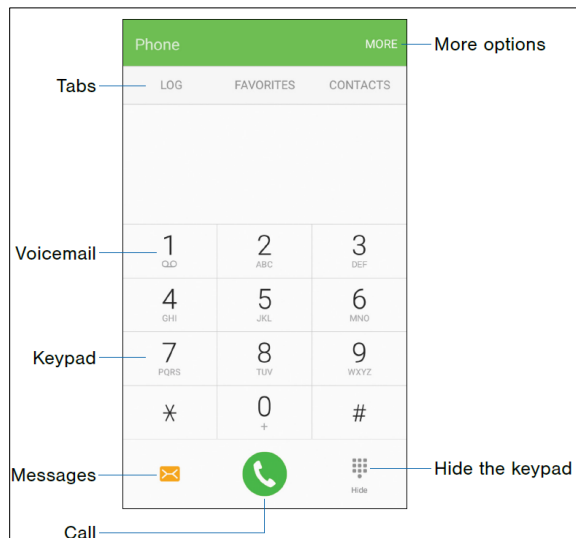 Phone MORE More options
Tabs LOG FAVORITES CONTACTS
Voicemail 1 2 3
ABC DEF
4 5 6
GHI JKL MNO
Keypad 7 8 9
PQRS TUV WXYZ
* 0 #
+
Messages Hide the keypad
Hide
Call